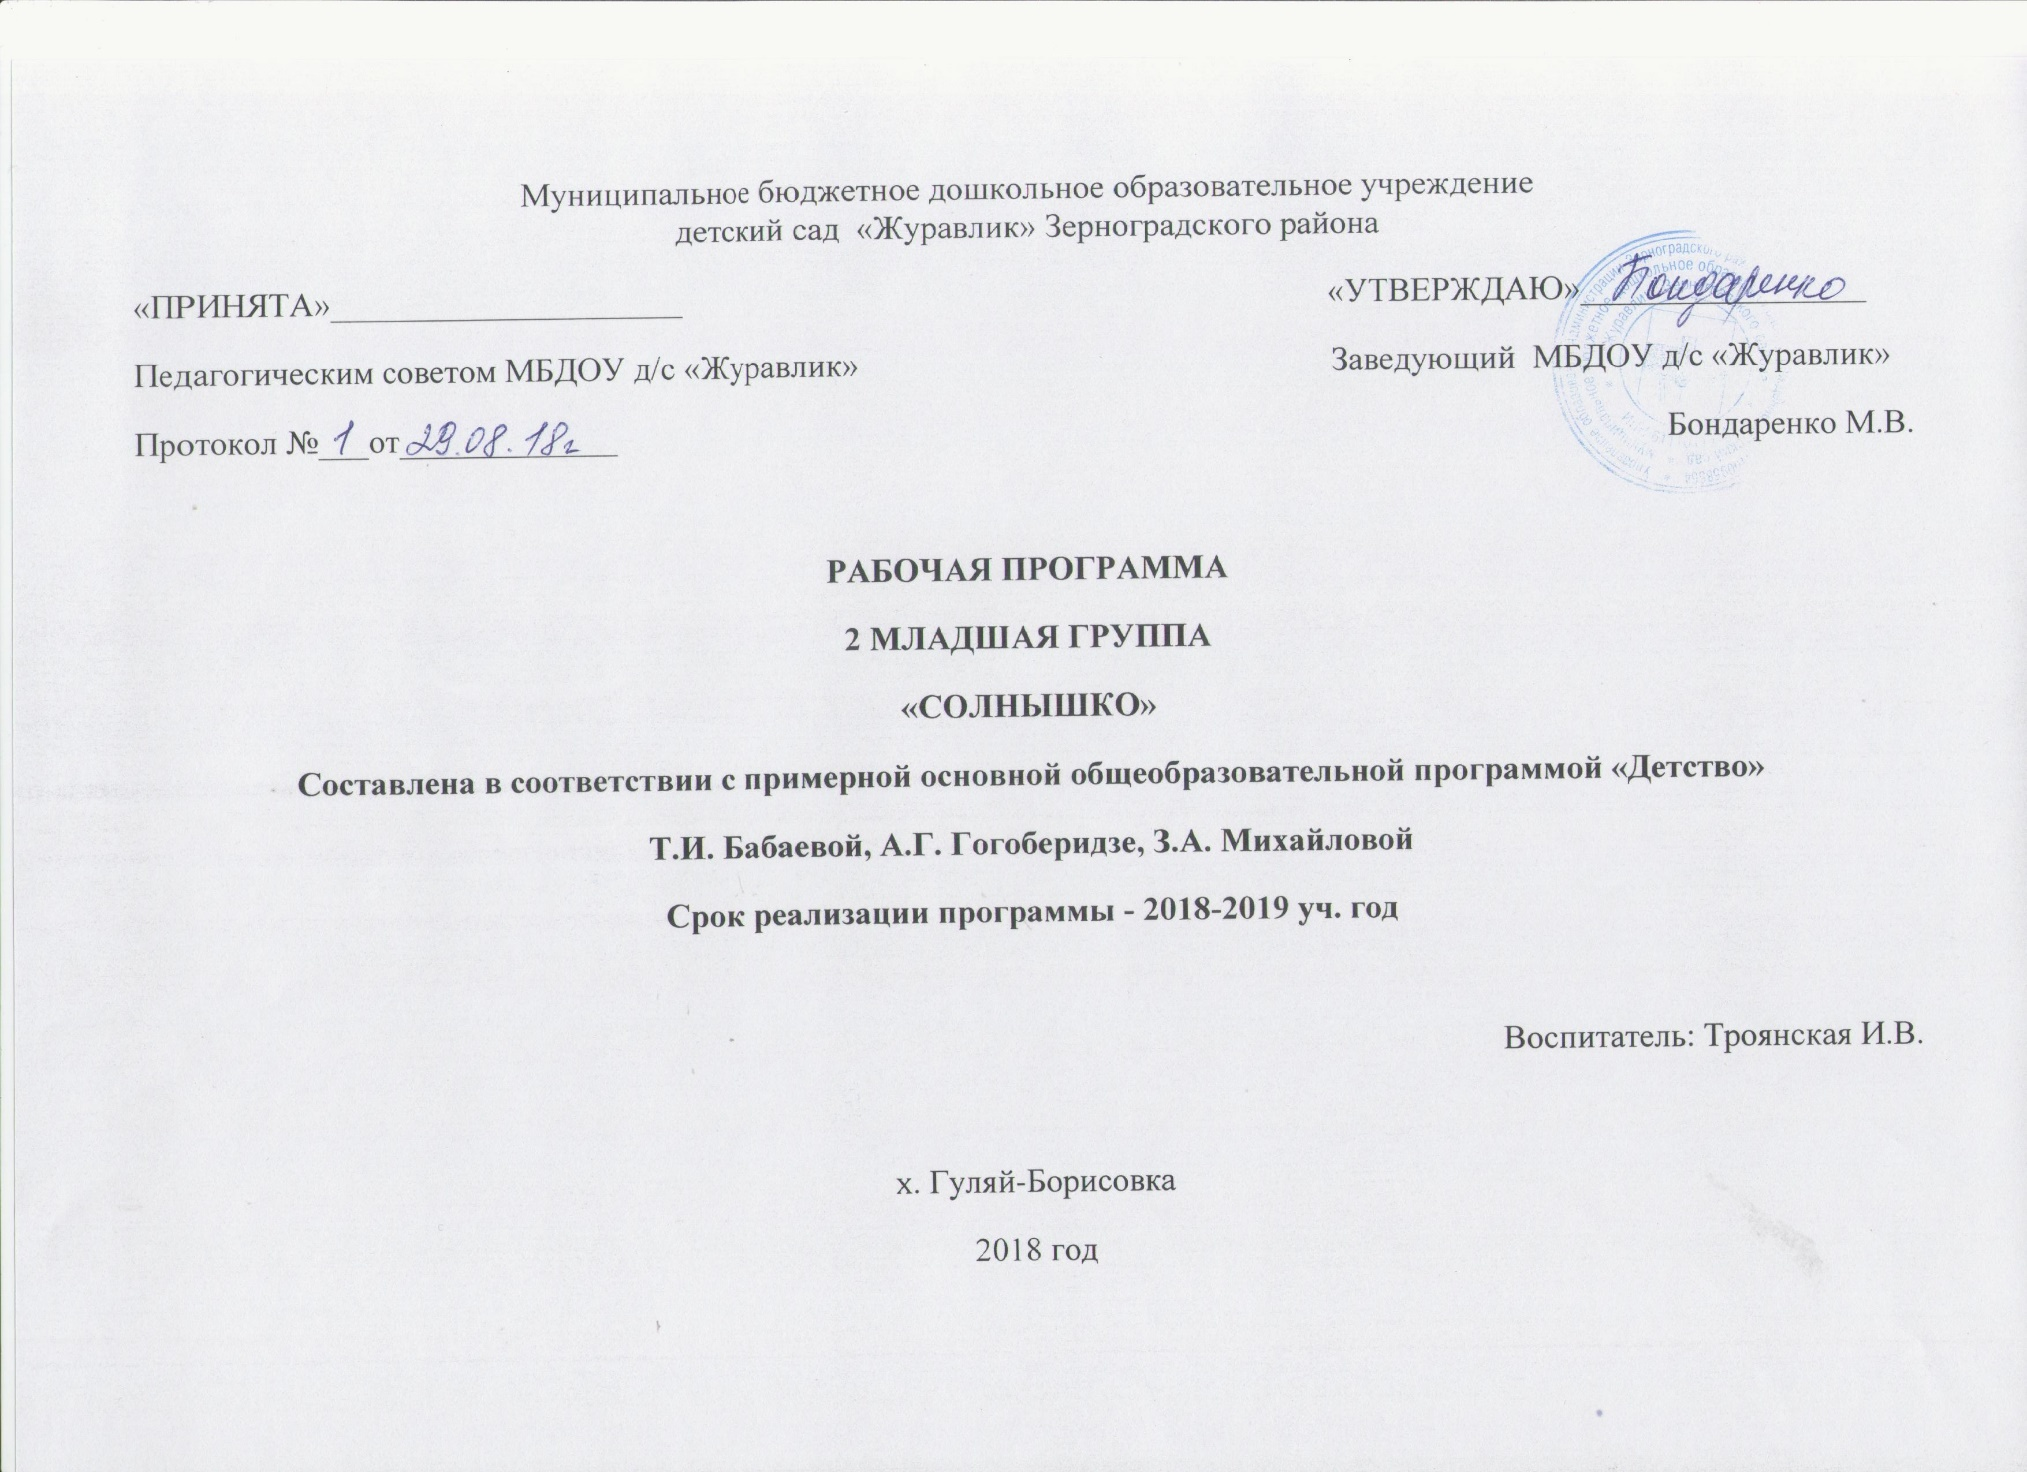 Муниципальное бюджетное дошкольное образовательное учреждение
детский сад «Журавлик» Зерноградского района
«ПРИНЯТА»______________________
«УТВЕРЖДАЮ» Бондаренко
Педагогическим советом МБДОУ д/с «Журавлик»
Заведующий МБДОУ д/с «Журавлик»
Протокол № 1 от 29.08.18г
Бондаренко М.В.
РАБОЧАЯ ПРОГРАММА
2 МЛАДШАЯ ГРУППА
«СОЛНЫШКО»
Составлена в соответствии с примерной основной общеобразовательной программой «Детство»
Т.И. Бабаевой, А.Г. Гогоберидзе, З.А. Михайловой
Срок реализации программы - 2018-2019 уч. год
Воспитатель: Троянская И.В.
х. Гуляй-Борисовка
2018 год